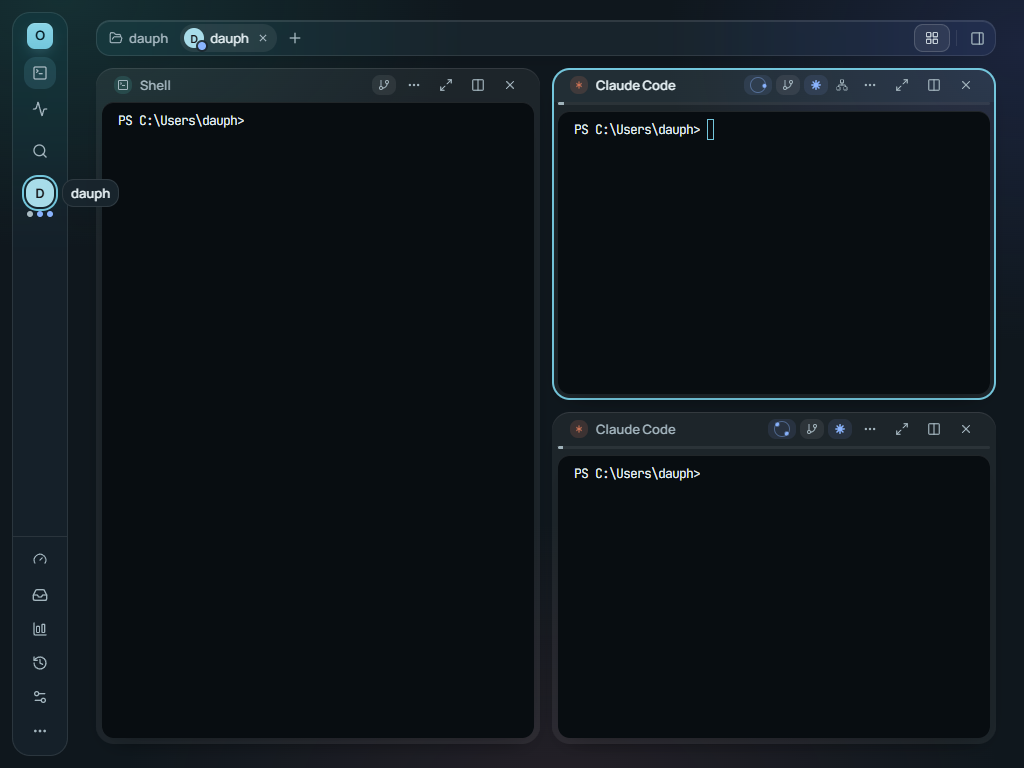 O
dauph
D dauph
Shell
PS C:\Users\dauph>
Claude Code
PS C:\Users\dauph>
D
dauph
Claude Code
PS C:\Users\dauph>